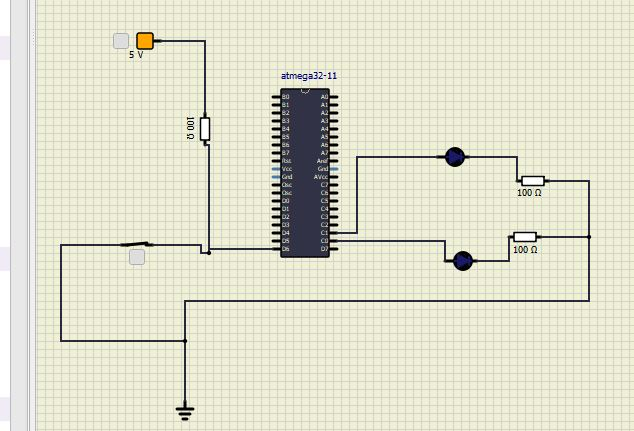 5 V
atmega32-11
100 Ω
B0 A0
B1 A1
B2 A2
B3 A3
B4 A4
B5 A5
B6 A6
B7 A7
Rst Aref
Vcc Gnd
Gnd AVcc
Osc C7
Osc C6
D0 C5
D1 C4
D2 C3
D3 C2
D4 C1
D5 C0
D6 D7
100 Ω
100 Ω